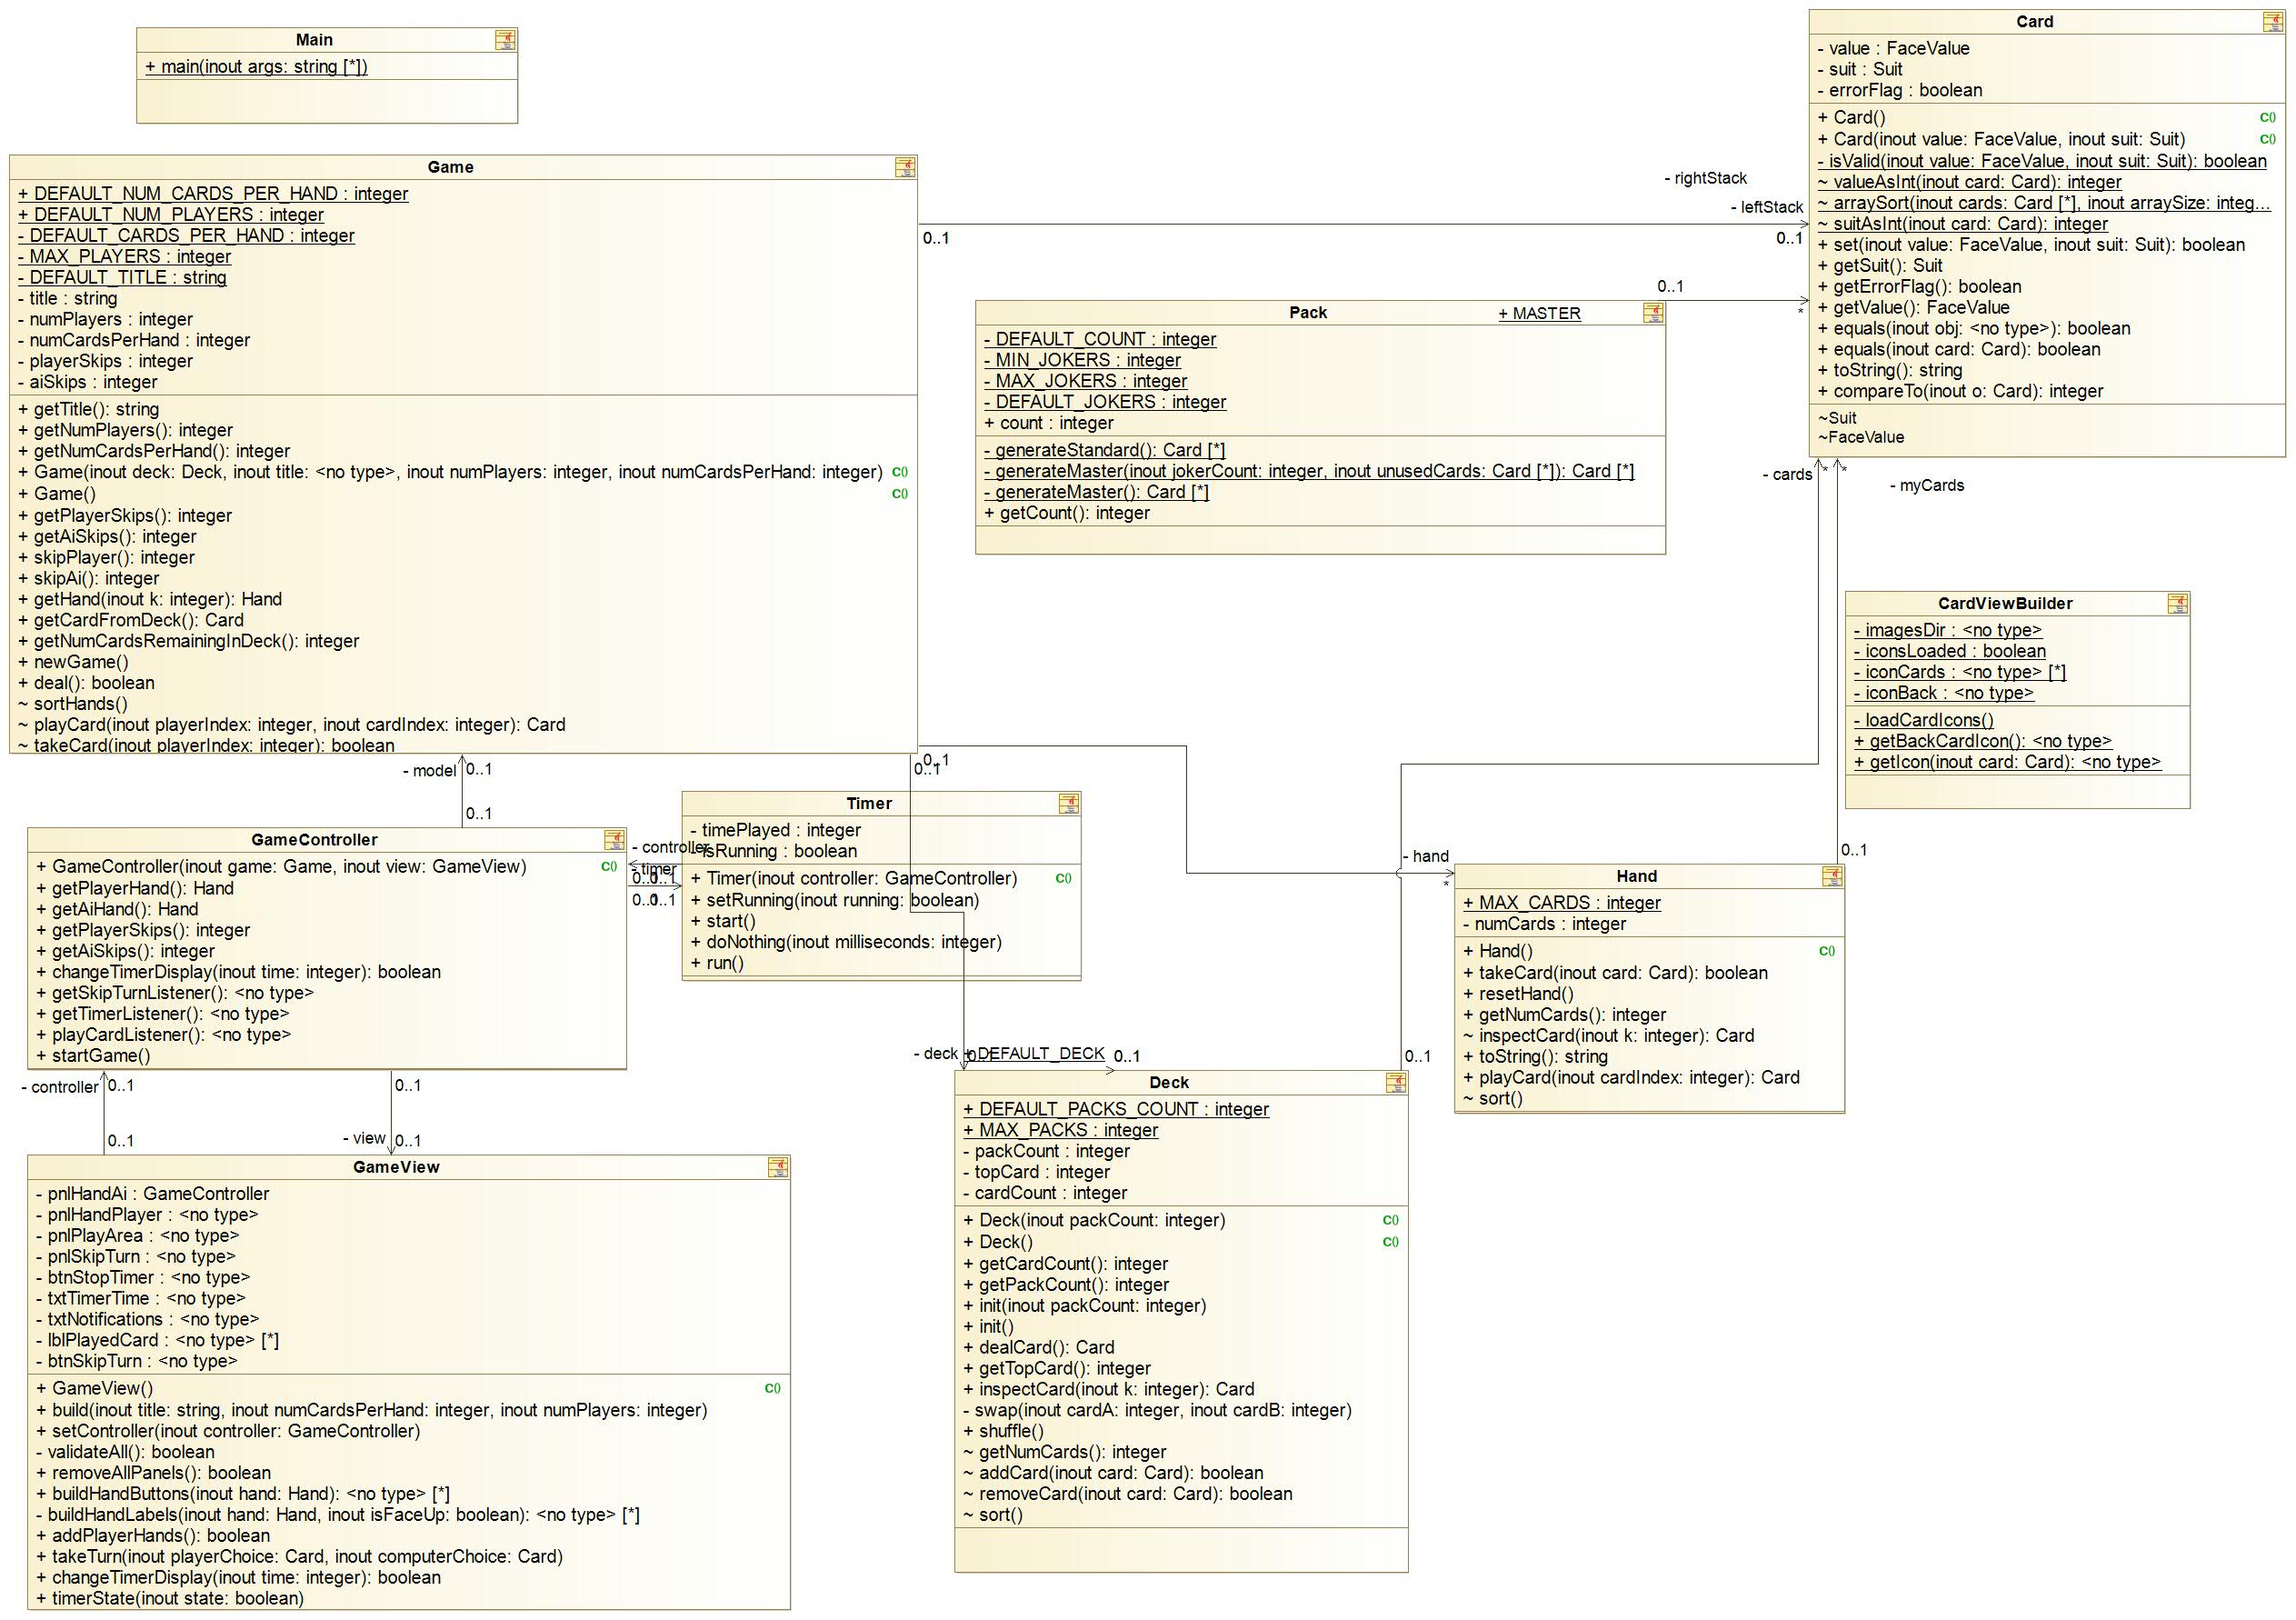 Main
+ main(inout args: string [*])
Card
- value : FaceValue
- suit : Suit
- errorFlag : boolean
+ Card()
C()
+ Card(inout value: FaceValue, inout suit: Suit)
C()
- isValid(inout value: FaceValue, inout suit: Suit): boolean
~ valueAsInt(inout card: Card): integer
~ arraySort(inout cards: Card [*], inout arraySize: integ...
~ suitAsInt(inout card: Card): integer
+ set(inout value: FaceValue, inout suit: Suit): boolean
+ getSuit(): Suit
+ getErrorFlag(): boolean
+ getValue(): FaceValue
+ equals(inout obj: <no type>): boolean
+ equals(inout card: Card): boolean
+ toString(): string
+ compareTo(inout o: Card): integer
~Suit
~FaceValue
Game
+ DEFAULT_NUM_CARDS_PER_HAND : integer
+ DEFAULT_NUM_PLAYERS : integer
- DEFAULT_CARDS_PER_HAND : integer
- MAX_PLAYERS : integer
- DEFAULT_TITLE : string
- title : string
- numPlayers : integer
- numCardsPerHand : integer
- playerSkips : integer
- aiSkips : integer
+ getTitle(): string
+ getNumPlayers(): integer
+ getNumCardsPerHand(): integer
+ Game(inout deck: Deck, inout title: <no type>, inout numPlayers: integer, inout numCardsPerHand: integer)
C()
+ Game()
C()
+ getPlayerSkips(): integer
+ getAiSkips(): integer
+ skipPlayer(): integer
+ skipAi(): integer
+ getHand(inout k: integer): Hand
+ getCardFromDeck(): Card
+ getNumCardsRemainingInDeck(): integer
+ newGame()
+ deal(): boolean
~ sortHands()
~ playCard(inout playerIndex: integer, inout cardIndex: integer): Card
~ takeCard(inout playerIndex: integer): boolean
- rightStack
- leftStack
0..1
0..1
0..1
*
Pack
+ MASTER
- DEFAULT_COUNT : integer
- MIN_JOKERS : integer
- MAX_JOKERS : integer
- DEFAULT_JOKERS : integer
+ count : integer
- generateStandard(): Card [*]
- generateMaster(inout jokerCount: integer, inout unusedCards: Card [*]): Card [*]
- generateMaster(): Card [*]
+ getCount(): integer
- cards
*
*
- myCards
CardViewBuilder
- imagesDir : <no type>
- iconsLoaded : boolean
- iconCards : <no type> [*]
- iconBack : <no type>
- loadCardIcons()
+ getBackCardIcon(): <no type>
+ getIcon(inout card: Card): <no type>
- model
0..1
0..1
0..1
0..1
GameController
+ GameController(inout game: Game, inout view: GameView)
C()
+ getPlayerHand(): Hand
+ getAiHand(): Hand
+ getPlayerSkips(): integer
+ getAiSkips(): integer
+ changeTimerDisplay(inout time: integer): boolean
+ getSkipTurnListener(): <no type>
+ getTimerListener(): <no type>
+ playCardListener(): <no type>
+ startGame()
- controller
- timer
0..1
0..1
0..1
0..1
Timer
- timePlayed : integer
- isRunning : boolean
+ Timer(inout controller: GameController)
C()
+ setRunning(inout running: boolean)
+ start()
+ doNothing(inout milliseconds: integer)
+ run()
- hand
*
0..1
Hand
+ MAX_CARDS : integer
- numCards : integer
+ Hand()
C()
+ takeCard(inout card: Card): boolean
+ resetHand()
+ getNumCards(): integer
~ inspectCard(inout k: integer): Card
+ toString(): string
+ playCard(inout cardIndex: integer): Card
~ sort()
- deck
0..1
+ DEFAULT_DECK
0..1
0..1
Deck
+ DEFAULT_PACKS_COUNT : integer
+ MAX_PACKS : integer
- packCount : integer
- topCard : integer
- cardCount : integer
+ Deck(inout packCount: integer)
C()
+ Deck()
C()
+ getCardCount(): integer
+ getPackCount(): integer
+ init(inout packCount: integer)
+ init()
+ dealCard(): Card
+ getTopCard(): integer
+ inspectCard(inout k: integer): Card
- swap(inout cardA: integer, inout cardB: integer)
+ shuffle()
~ getNumCards(): integer
~ addCard(inout card: Card): boolean
~ removeCard(inout card: Card): boolean
~ sort()
- controller
0..1
0..1
0..1
- view
0..1
GameView
- pnlHandAi : GameController
- pnlHandPlayer : <no type>
- pnlPlayArea : <no type>
- pnlSkipTurn : <no type>
- btnStopTimer : <no type>
- txtTimerTime : <no type>
- txtNotifications : <no type>
- lblPlayedCard : <no type> [*]
- btnSkipTurn : <no type>
+ GameView()
C()
+ build(inout title: string, inout numCardsPerHand: integer, inout numPlayers: integer)
+ setController(inout controller: GameController)
- validateAll(): boolean
+ removeAllPanels(): boolean
+ buildHandButtons(inout hand: Hand): <no type> [*]
- buildHandLabels(inout hand: Hand, inout isFaceUp: boolean): <no type> [*]
+ addPlayerHands(): boolean
+ takeTurn(inout playerChoice: Card, inout computerChoice: Card)
+ changeTimerDisplay(inout time: integer): boolean
+ timerState(inout state: boolean)